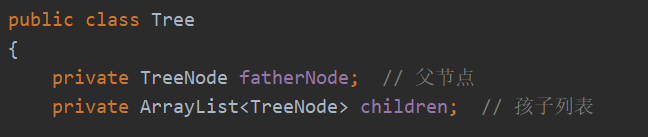 public class Tree
{
private TreeNode fatherNode;  // 父节点
private ArrayList<TreeNode> children;  // 孩子列表